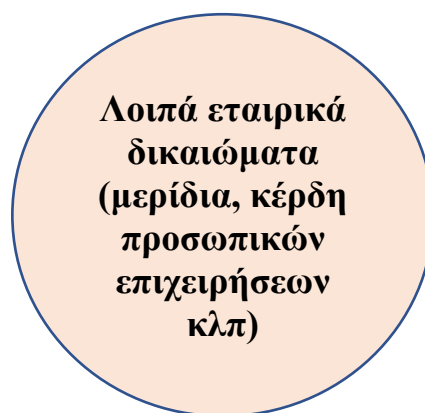 Λοιπά εταιρικά
δικαιώματα
(μερίδια, κέρδη
προσωπικών
επιχειρήσεων
κλπ)